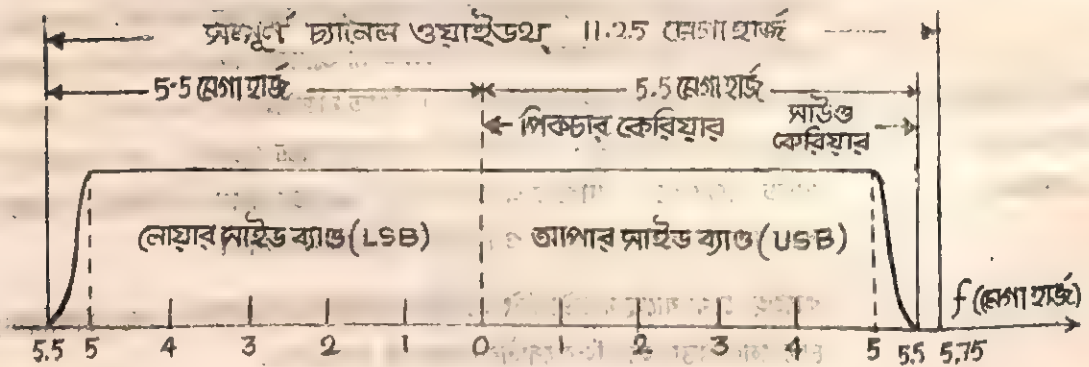 সম্পূর্ণ চ্যানেল ওয়াইডথ্ 11.25 মেগা হার্জ
5.5 মেগা হার্জ 5.5 মেগা হার্জ
পিকচার কেরিয়ার সাউণ্ড
কেরিয়ার
লোয়ার সাইড ব্যাণ্ড (LSB) আপার সাইড ব্যাণ্ড (USB)
f (মেগা হার্জ)
5.5 5 4 3 2 1 0 1 2 3 4 5 5.5 5.75